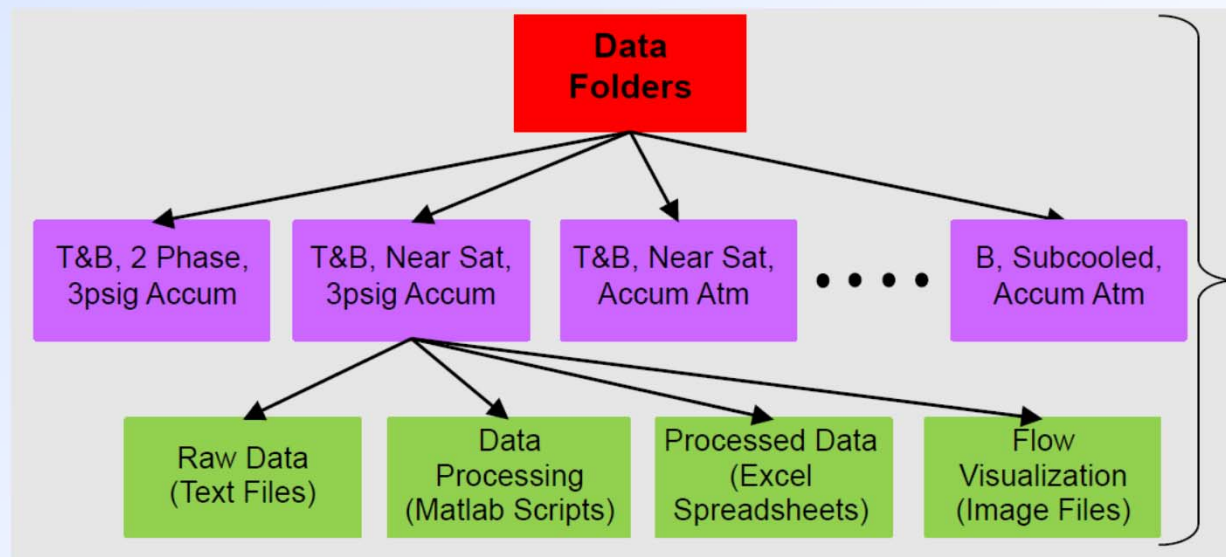 Data
Folders
T&B, 2 Phase,
3psig Accum
T&B, Near Sat,
3psig Accum
T&B, Near Sat,
Accum Atm
B, Subcooled,
Accum Atm
Raw Data
(Text Files)
Data
Processing
(Matlab Scripts)
Processed Data
(Excel
Spreadsheets)
Flow
Visualization
(Image Files)